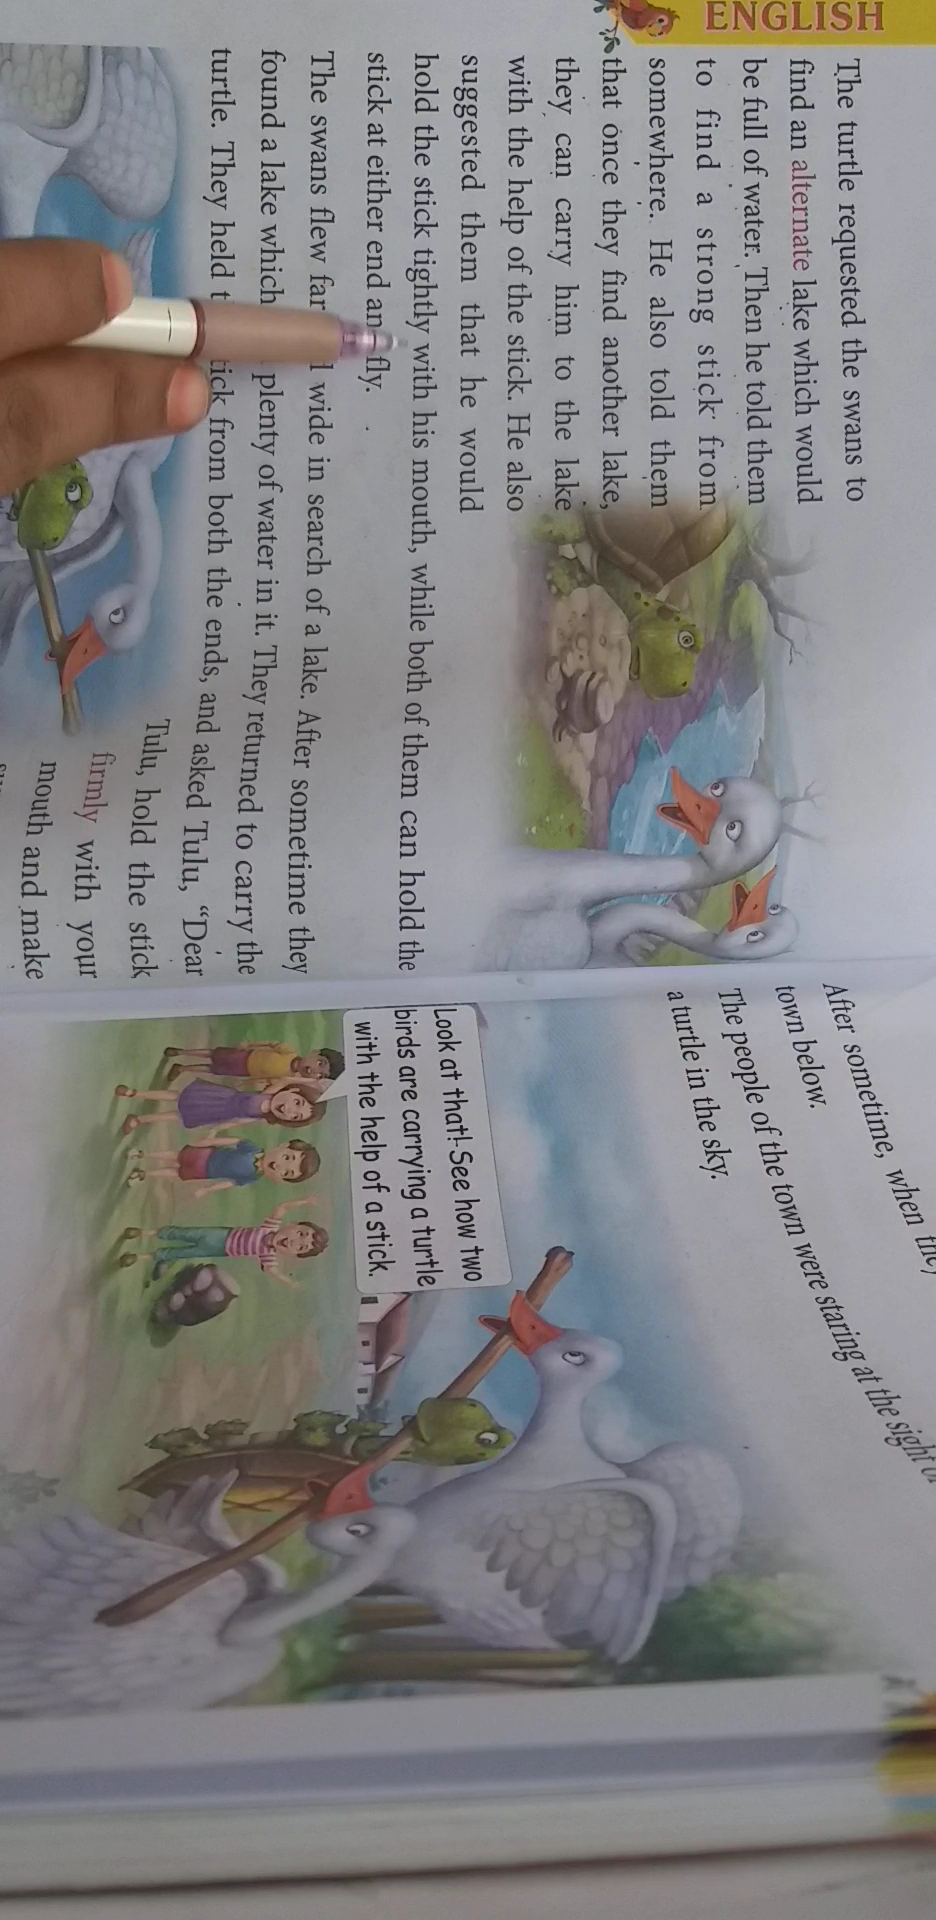 ENGLISH
The turtle requested the swans to
find an alternate lake which would
be full of water. Then he told them
to find a strong stick from
somewhere. He also told them
that once they find another lake,
they can carry him to the lake
with the help of the stick. He also
suggested them that he would
hold the stick tightly with his mouth, while both of them can hold the
stick at either end and fly.
The swans flew far wide in search of a lake. After sometime they
found a lake which plenty of water in it. They returned to carry the
turtle. They held from both the ends, and asked Tulu, “Dear
Tulu, hold the stick
firmly with your
mouth and make
After sometime, when they
town below.
The people of the town were staring at the sight of
a turtle in the sky.
Look at that! See how two
birds are carrying a turtle
with the help of a stick.